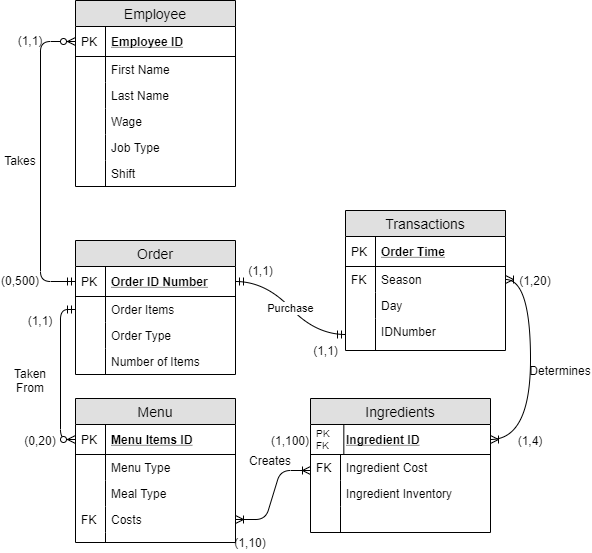 Employee
(1,1)
PK Employee ID
First Name
Last Name
Wage
Job Type
Shift
Takes
Transactions
PK Order Time
FK Season
Day
IDNumber
(1,20)
(1,1)
Order
(0,500)
PK Order ID Number
(1,1)
Order Items
Order Type
Number of Items
(1,1)
Purchase
Determines
Taken
From
Menu
(0,20)
PK Menu Items ID
Menu Type
Meal Type
FK Costs
(1,10)
Creates
Ingredients
(1,100)
PK
FK
Ingredient ID
(1,4)
FK Ingredient Cost
Ingredient Inventory